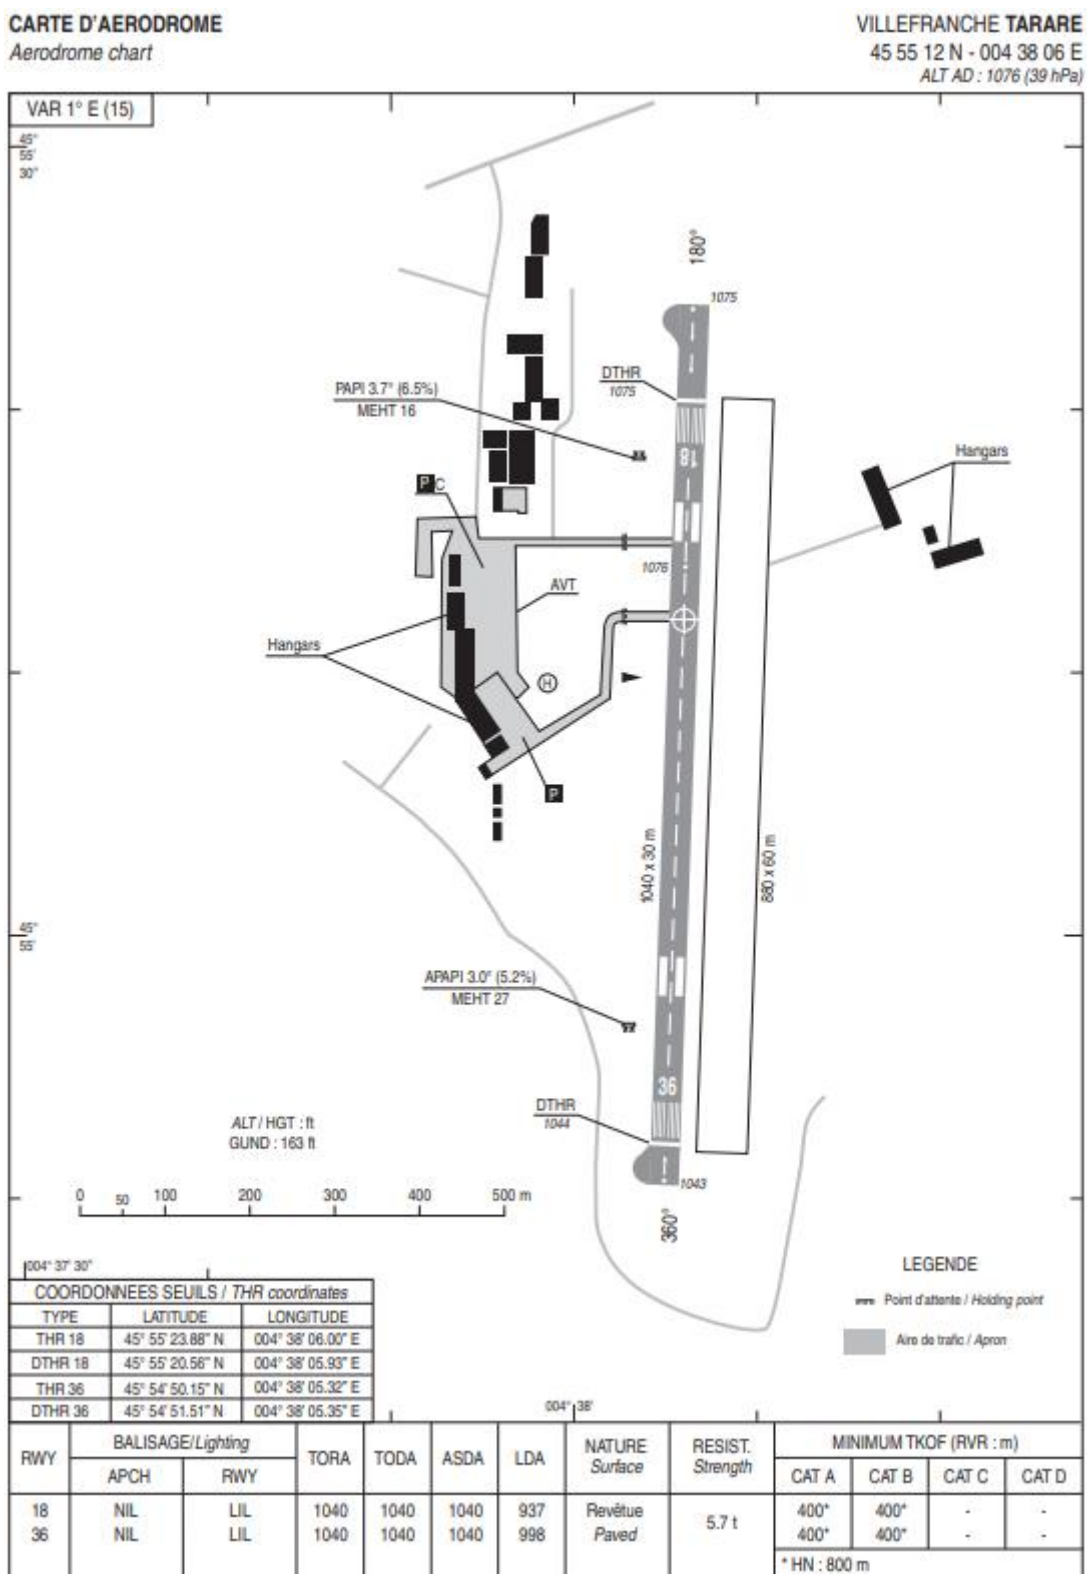 CARTE D'AERODROME
Aerodrome chart
VILLEFRANCHE TARARE
45 55 12 N - 004 38 06 E
ALT AD : 1076 (39 hPa)
VAR 1° E (15)
45°
55'
30"
180°
1075
DTHR
1075
PAPI 3.7° (6.5%)
MEHT 16
18
Hangars
P C
1076
AVT
Hangars
H
P
1040 x 30 m
880 x 60 m
45°
55'
APAPI 3.0° (5.2%)
MEHT 27
36
DTHR
1044
ALT / HGT : ft
GUND : 163 ft
1043
0 50 100 200 300 400 500 m
360°
004° 37' 30"
LEGENDE
Point d'attente / Holding point
Aire de trafic / Apron
COORDONNEES SEUILS / THR coordinates
TYPE LATITUDE LONGITUDE
THR 18 45° 55' 23.88" N 004° 38' 06.00" E
DTHR 18 45° 55' 20.56" N 004° 38' 05.93" E
THR 36 45° 54' 50.15" N 004° 38' 05.32" E
DTHR 36 45° 54' 51.51" N 004° 38' 05.35" E
004° 38'
RWY BALISAGE/Lighting TORA TODA ASDA LDA NATURE RESIST. MINIMUM TKOF (RVR : m)
Surface Strength
APCH RWY CAT A CAT B CAT C CAT D
18 NIL LIL 1040 1040 1040 937 Revêtue 5.7 t 400* 400* - -
36 NIL LIL 1040 1040 1040 998 Paved 400* 400* - -
* HN : 800 m